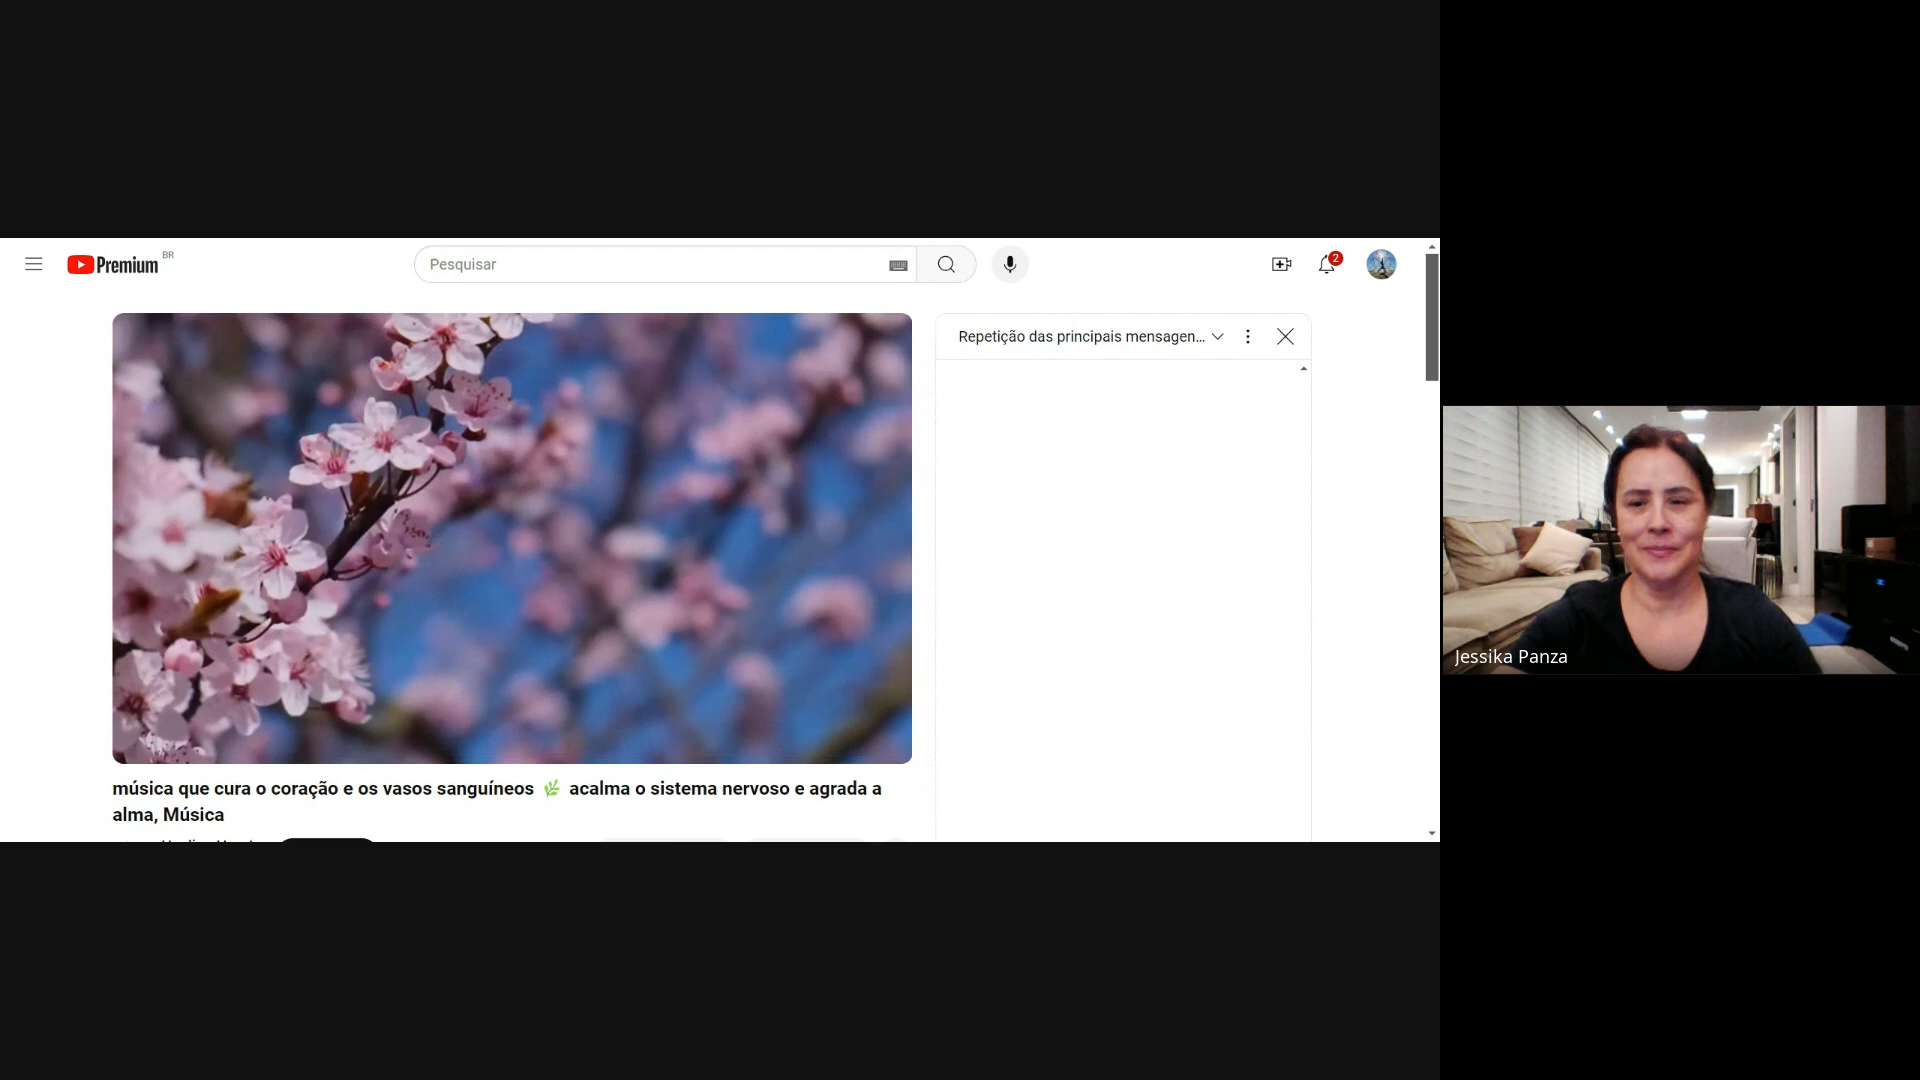 Premium BR
Pesquisar
2
Repetição das principais mensagen...
música que cura o coração e os vasos sanguíneos 🌿 acalma o sistema nervoso e agrada a
alma, Música
Jessika Panza